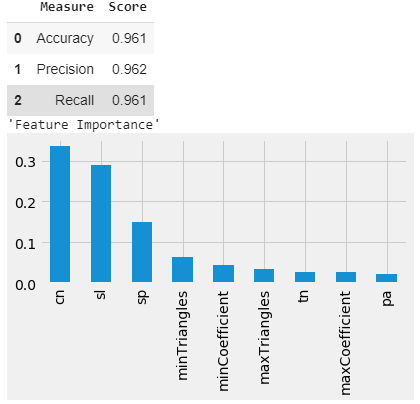 Measure Score
0 Accuracy 0.961
1 Precision 0.962
2 Recall 0.961
'Feature Importance'
0.3
0.2
0.1
0.0
cn sl sp minTriangles minCoefficient maxTriangles tn maxCoefficient pa